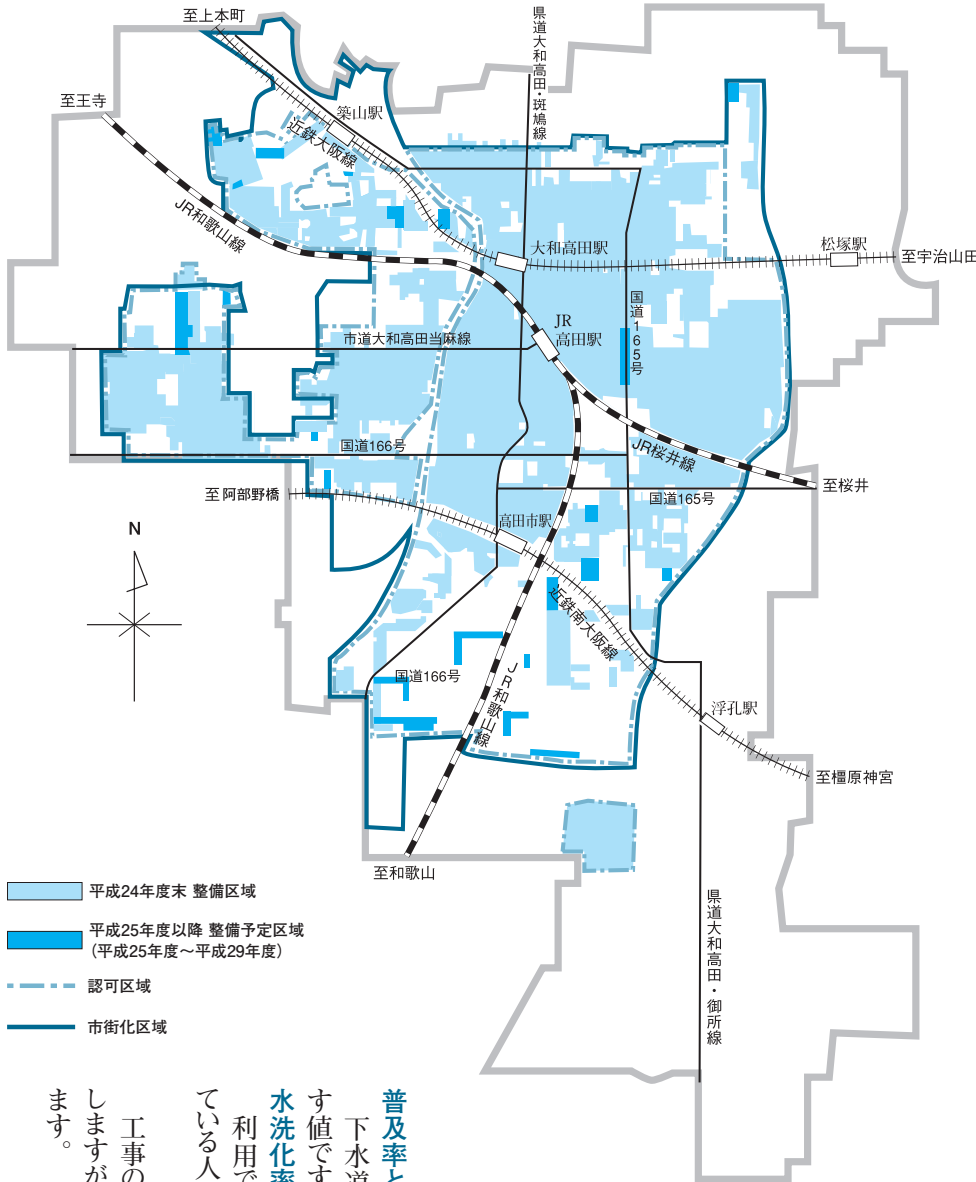 至上本町
県道大和高田・斑鳩線
至王寺
築山駅
近鉄大阪線
JR和歌山線
大和高田駅
松塚駅
至宇治山田
国道165号
JR
高田駅
市道大和高田当麻線
国道166号
JR桜井線
至桜井
至阿部野橋
国道165号
高田市駅
N
近鉄南大阪線
国道166号
JR和歌山線
浮孔駅
至橿原神宮
至和歌山
県道大和高田・御所線
平成24年度末 整備区域
平成25年度以降 整備予定区域
(平成25年度～平成29年度)
認可区域
市街化区域
普及率と
下水道
す値です
水洗化率
利用で
ている人
工事の
しますが
ます。